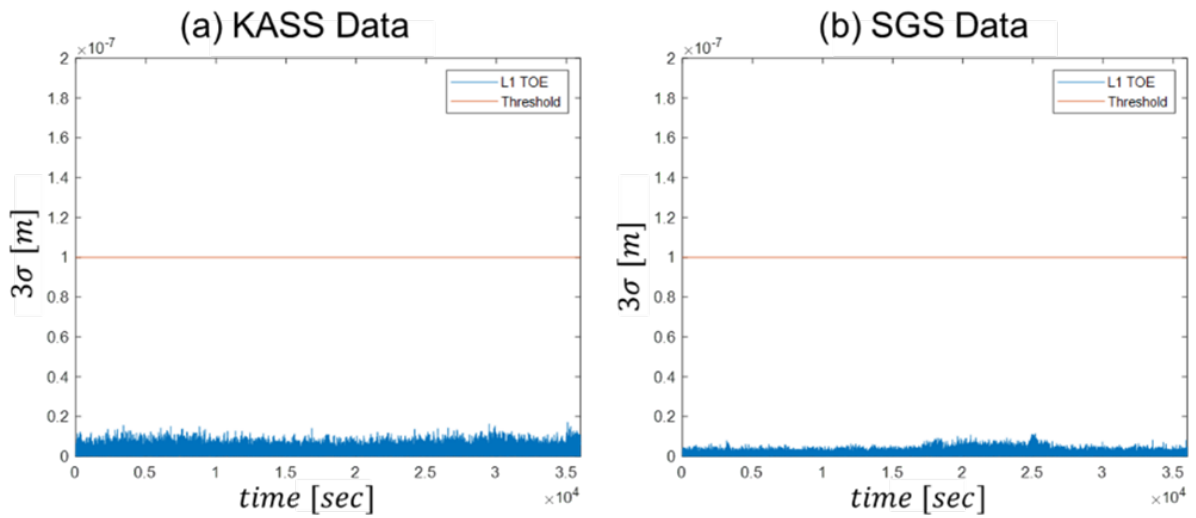 (a) KASS Data
×10⁻⁷
2
1.8
1.6
1.4
1.2
1
0.8
0.6
0.4
0.2
0
3σ [m]
L1 TOE
Threshold
0 0.5 1 1.5 2 2.5 3 3.5
×10⁴
time [sec]
(b) SGS Data
×10⁻⁷
2
1.8
1.6
1.4
1.2
1
0.8
0.6
0.4
0.2
0
3σ [m]
L1 TOE
Threshold
0 0.5 1 1.5 2 2.5 3 3.5
×10⁴
time [sec]